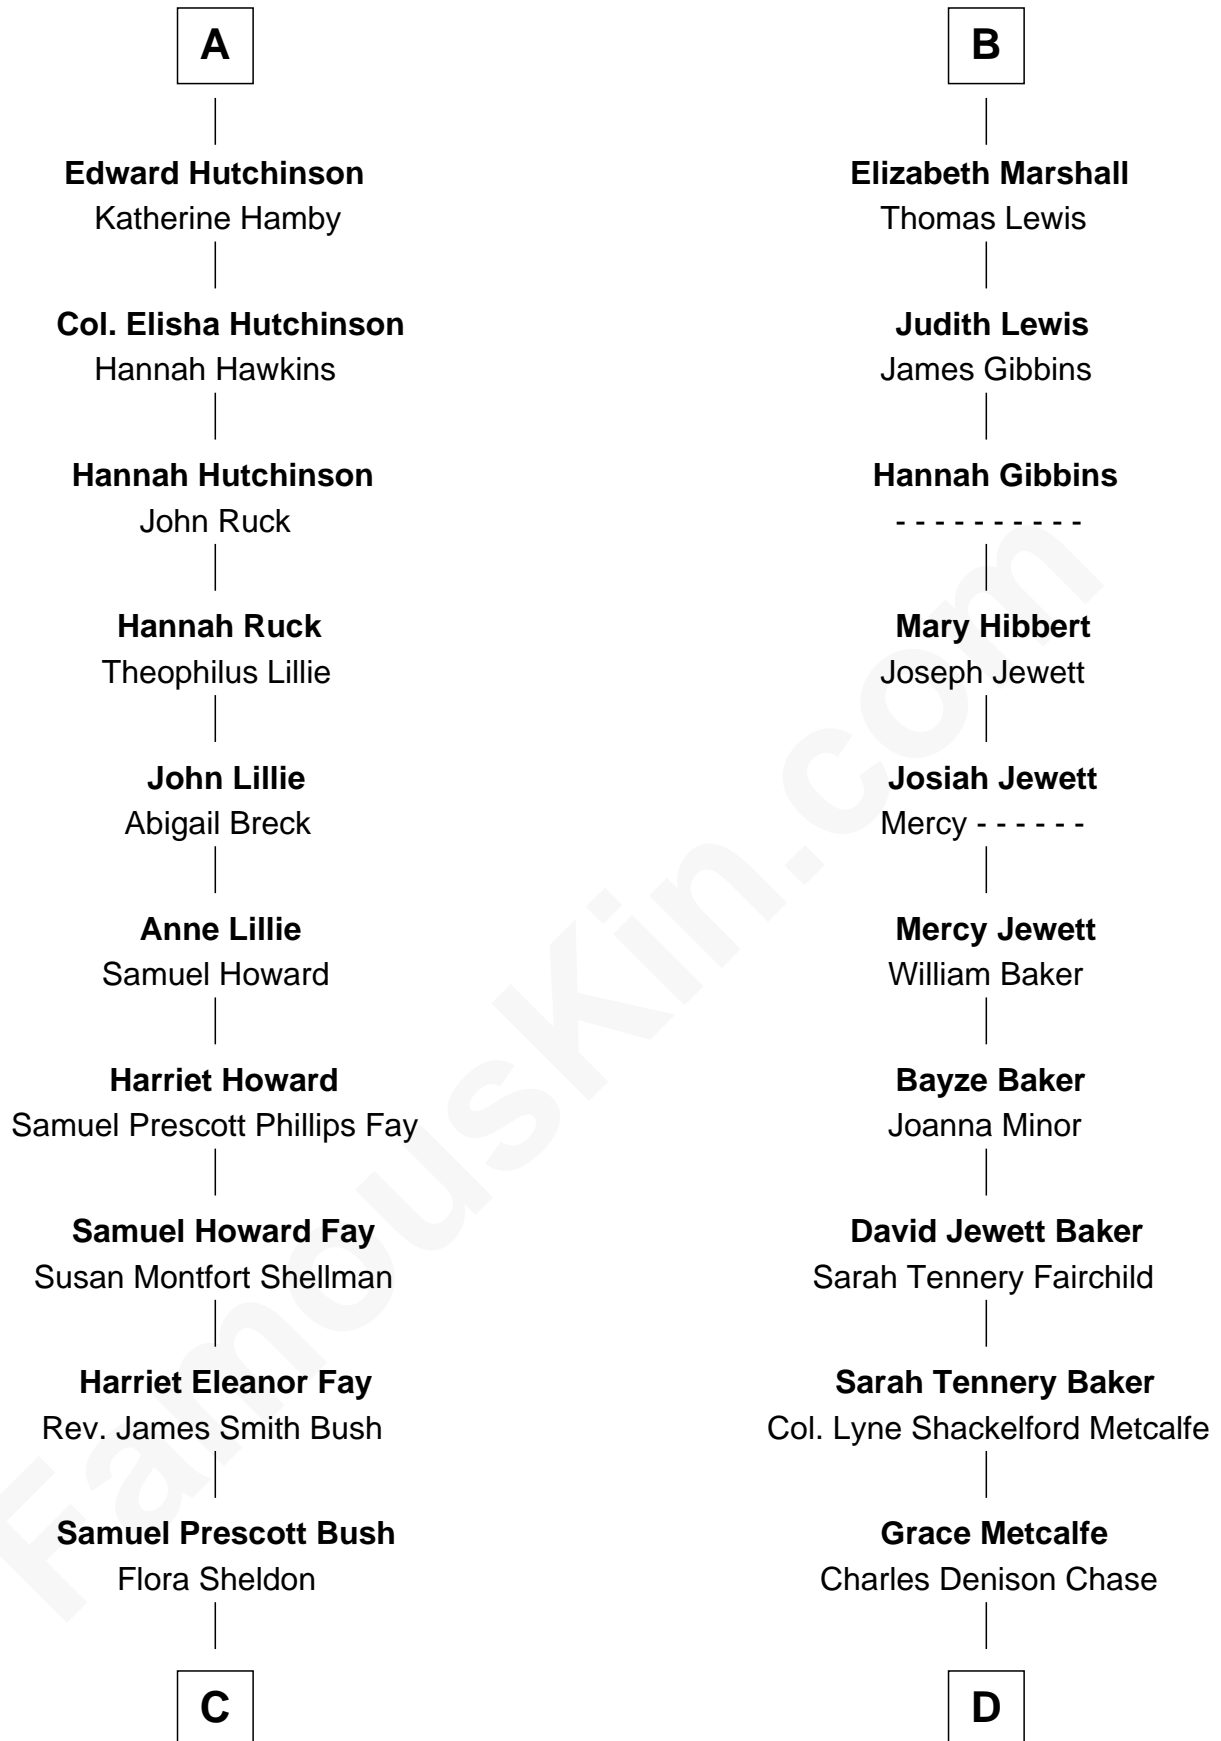 A
Edward Hutchinson
Katherine Hamby
Col. Elisha Hutchinson
Hannah Hawkins
Hannah Hutchinson
John Ruck
Hannah Ruck
Theophilus Lillie
John Lillie
Abigail Breck
Anne Lillie
Samuel Howard
Harriet Howard
Samuel Prescott Phillips Fay
Samuel Howard Fay
Susan Montfort Shellman
Harriet Eleanor Fay
Rev. James Smith Bush
Samuel Prescott Bush
Flora Sheldon
C
B
Elizabeth Marshall
Thomas Lewis
Judith Lewis
James Gibbins
Hannah Gibbins
- - - - - - - - - -
Mary Hibbert
Joseph Jewett
Josiah Jewett
Mercy - - - - - -
Mercy Jewett
William Baker
Bayze Baker
Joanna Minor
David Jewett Baker
Sarah Tennery Fairchild
Sarah Tennery Baker
Col. Lyne Shackelford Metcalfe
Grace Metcalfe
Charles Denison Chase
D
FamousKin.com